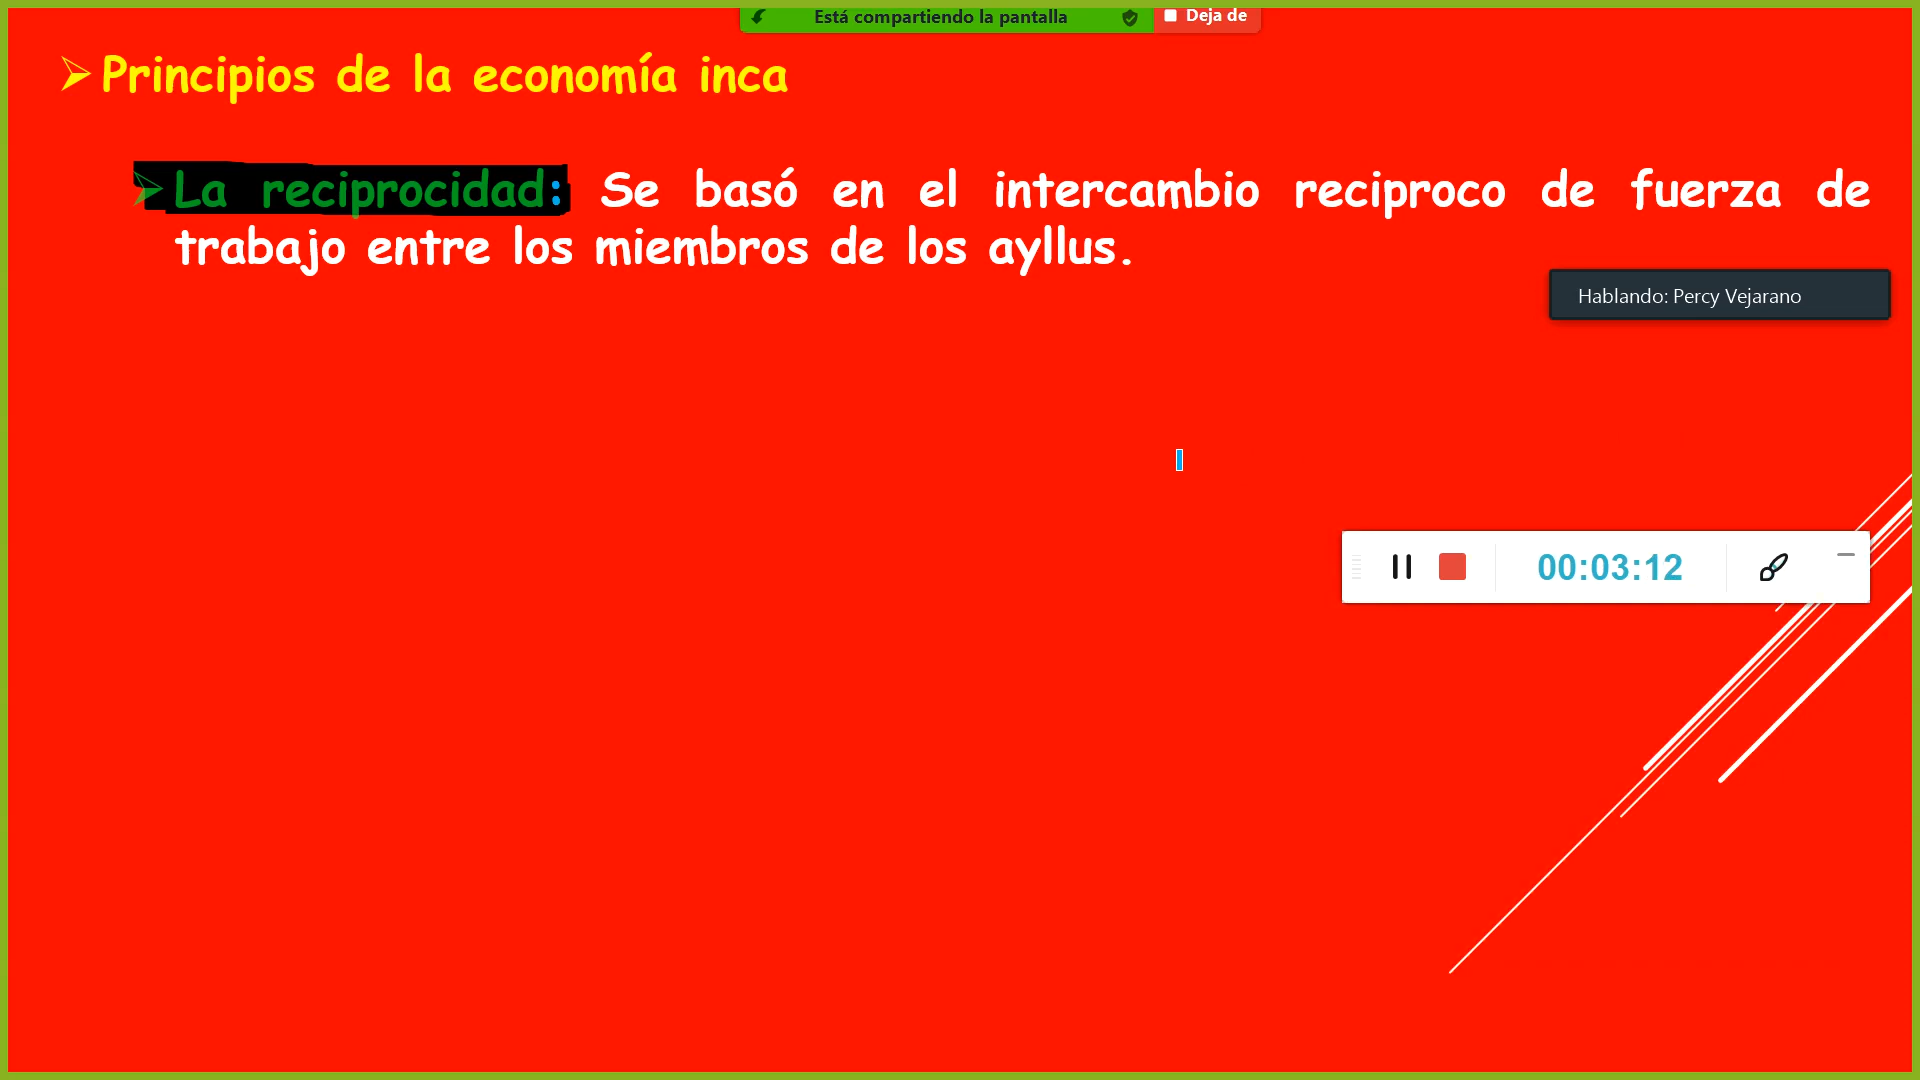 Está compartiendo la pantalla
Deja de
Principios de la economía inca
La reciprocidad: Se basó en el intercambio reciproco de fuerza de
trabajo entre los miembros de los ayllus.
Hablando: Percy Vejarano
00:03:12